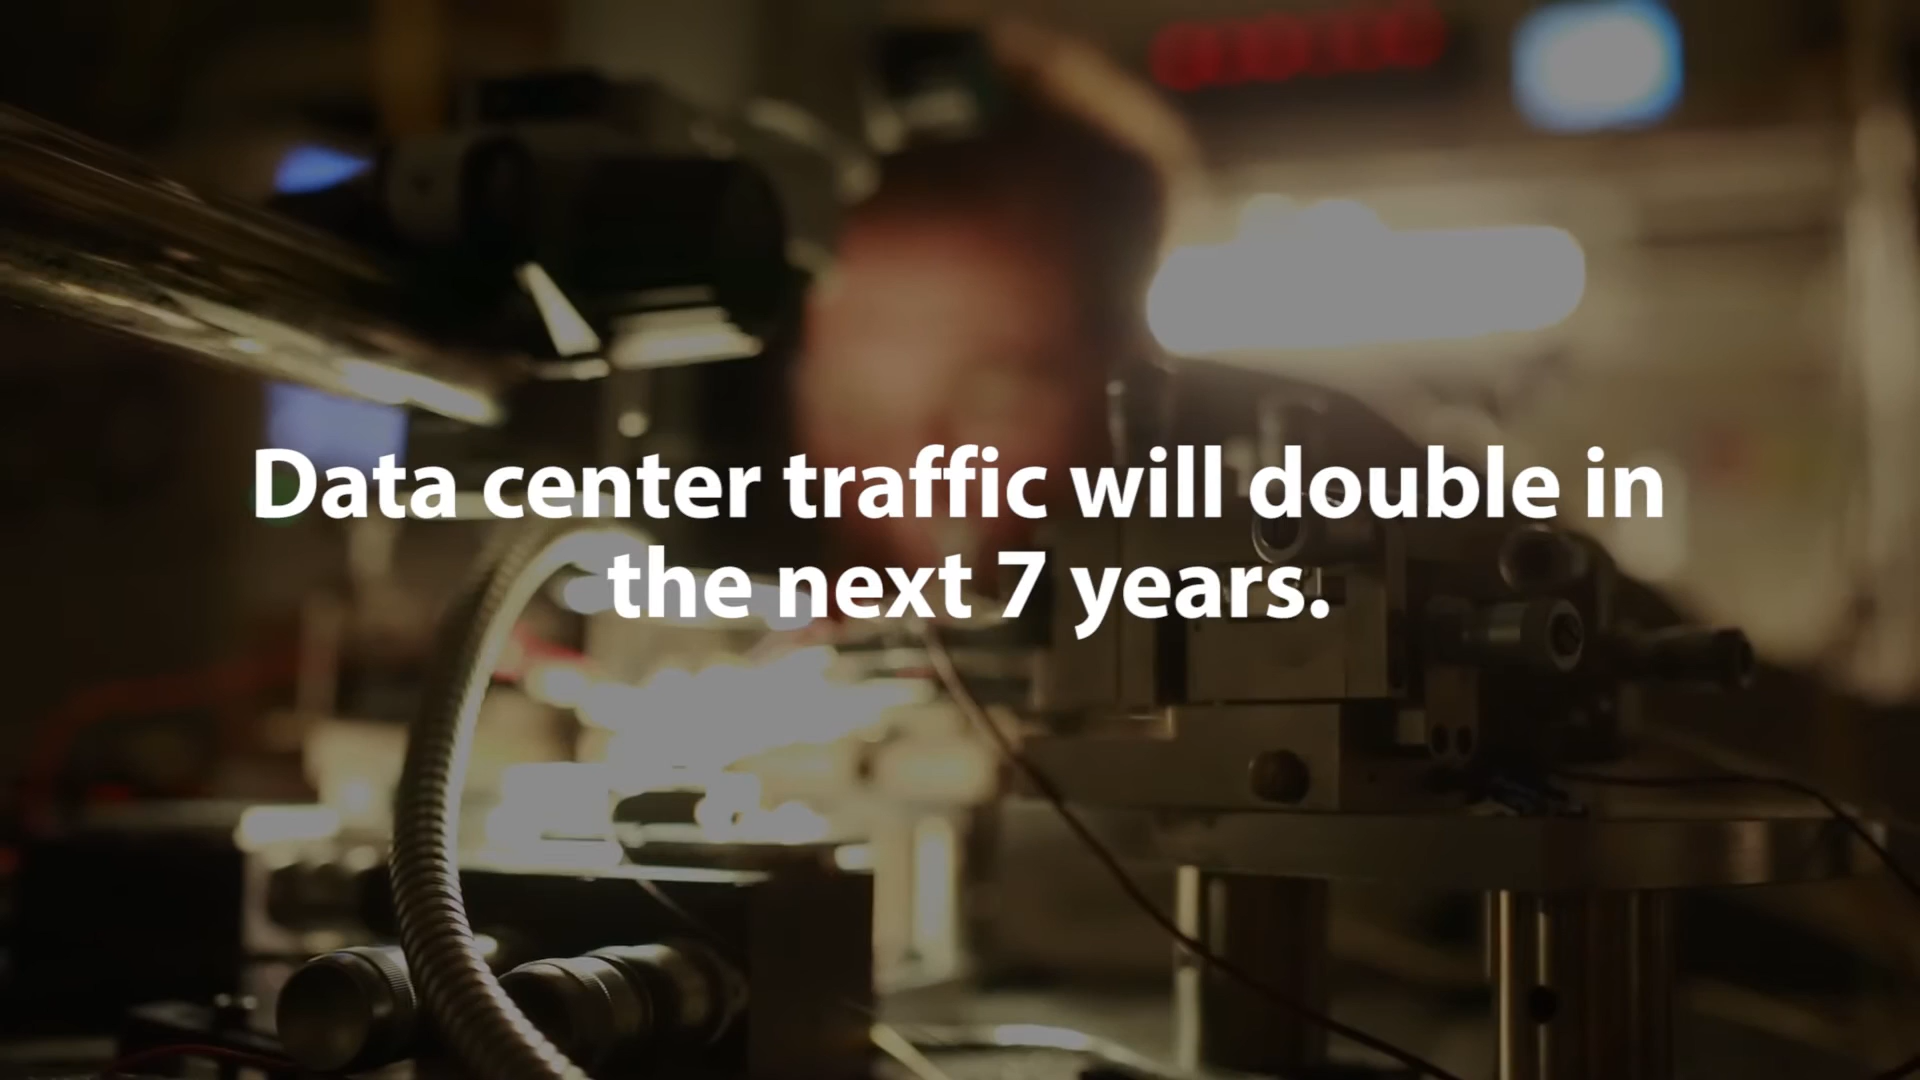 Data center traffic will double in
the next 7 years.